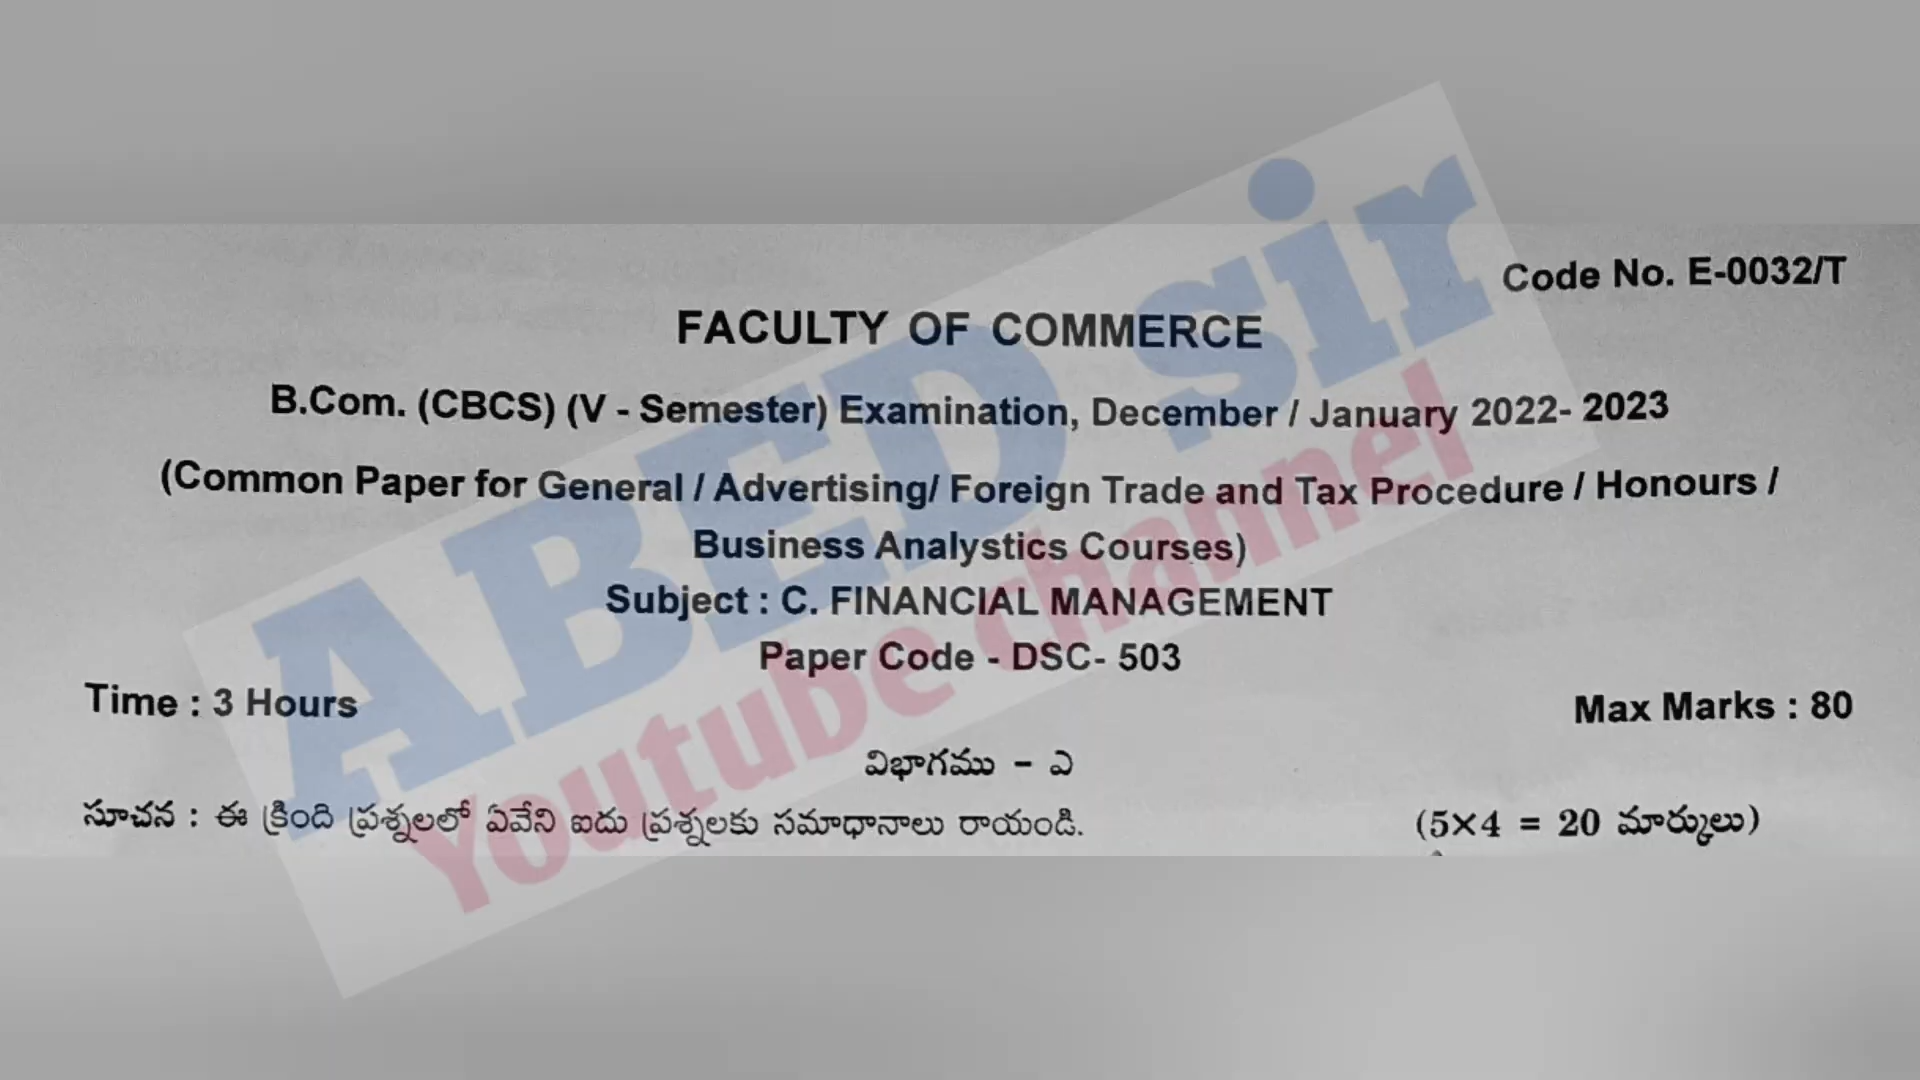 Code No. E-0032/T
FACULTY OF COMMERCE
B.Com. (CBCS) (V - Semester) Examination, December / January 2022- 2023
(Common Paper for General / Advertising/ Foreign Trade and Tax Procedure / Honours /
Business Analystics Courses)
Subject : C. FINANCIAL MANAGEMENT
Paper Code - DSC- 503
Time : 3 Hours
Max Marks : 80
విభాగము - ఎ
సూచన : ఈ క్రింది ప్రశ్నలలో ఏవేని ఐదు ప్రశ్నలకు సమాధానాలు రాయండి.
(5×4 = 20 మార్కులు)
ABED sir
Youtube channel